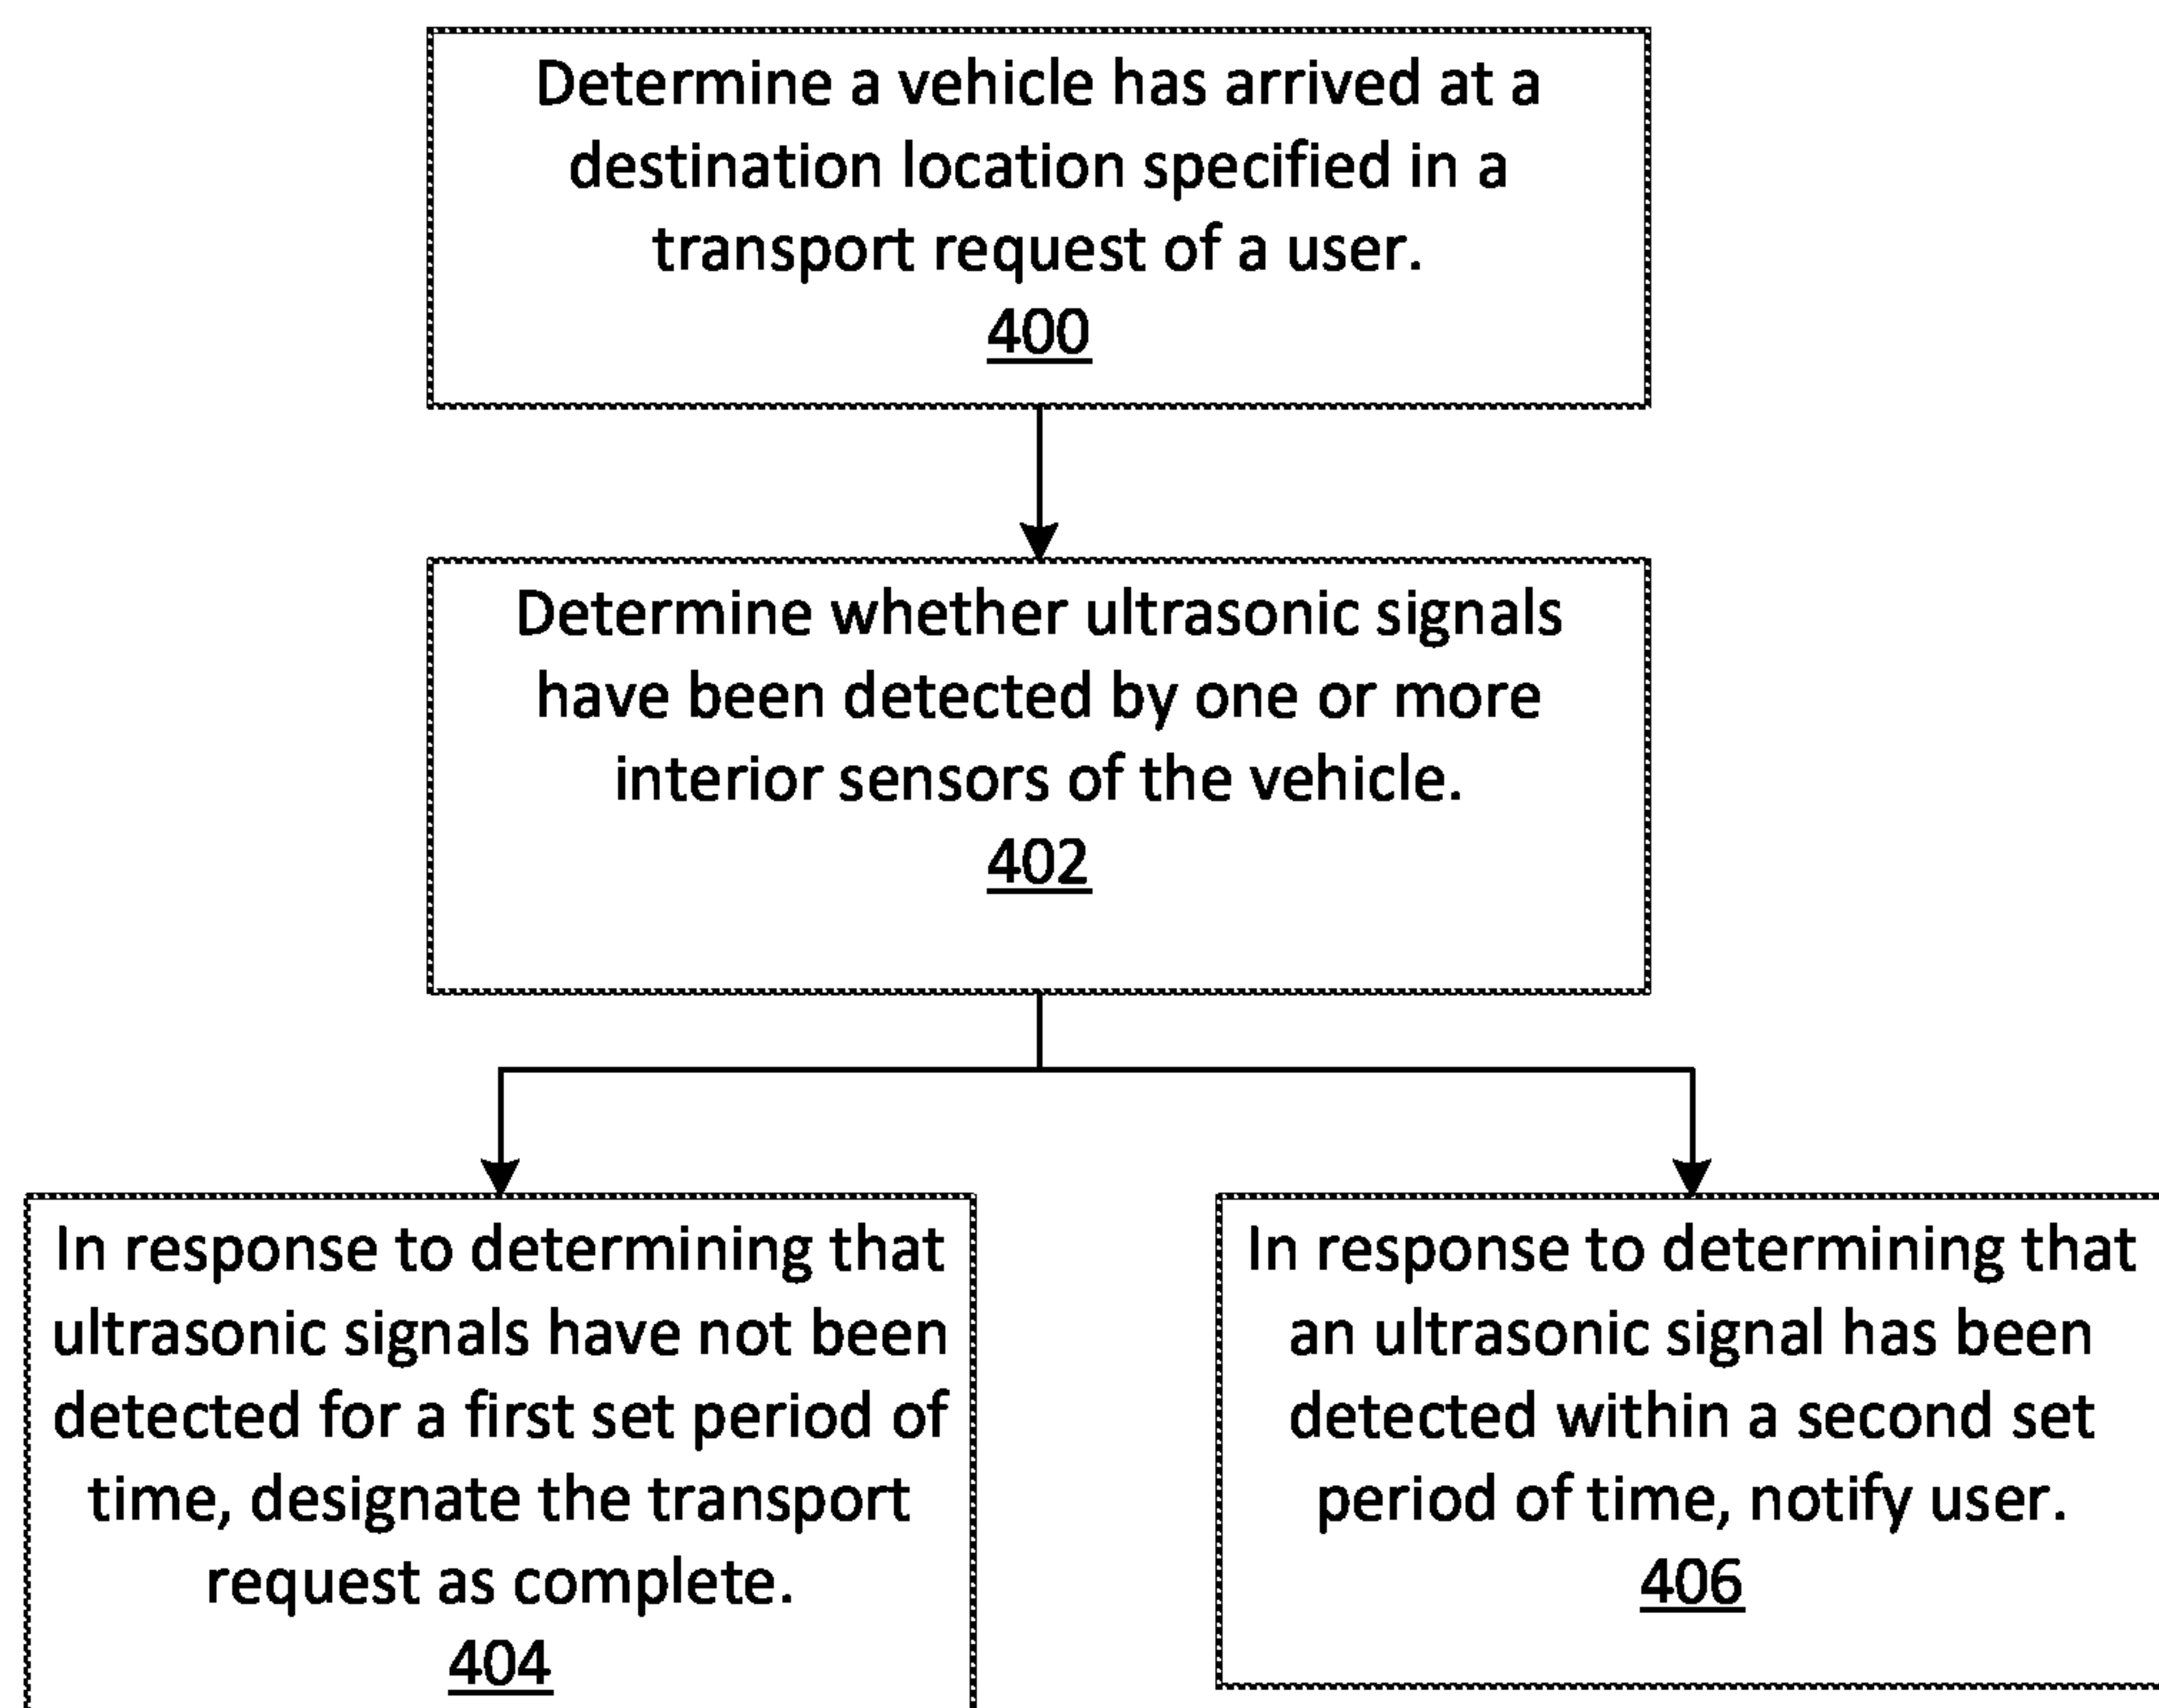 Determine a vehicle has arrived at a
destination location specified in a
transport request of a user.
400
Determine whether ultrasonic signals
have been detected by one or more
interior sensors of the vehicle.
402
In response to determining that
ultrasonic signals have not been
detected for a first set period of
time, designate the transport
request as complete.
404
In response to determining that
an ultrasonic signal has been
detected within a second set
period of time, notify user.
406